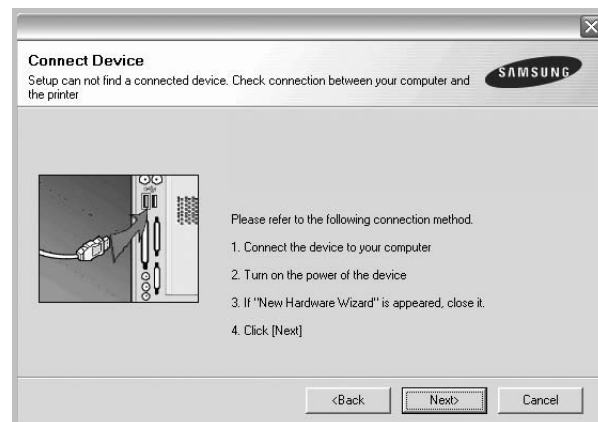 Connect Device
Setup can not find a connected device. Check connection between your computer and
the printer
SAMSUNG
Please refer to the following connection method.
1. Connect the device to your computer
2. Turn on the power of the device
3. If "New Hardware Wizard" is appeared, close it.
4. Click [Next]
<Back
Next>
Cancel